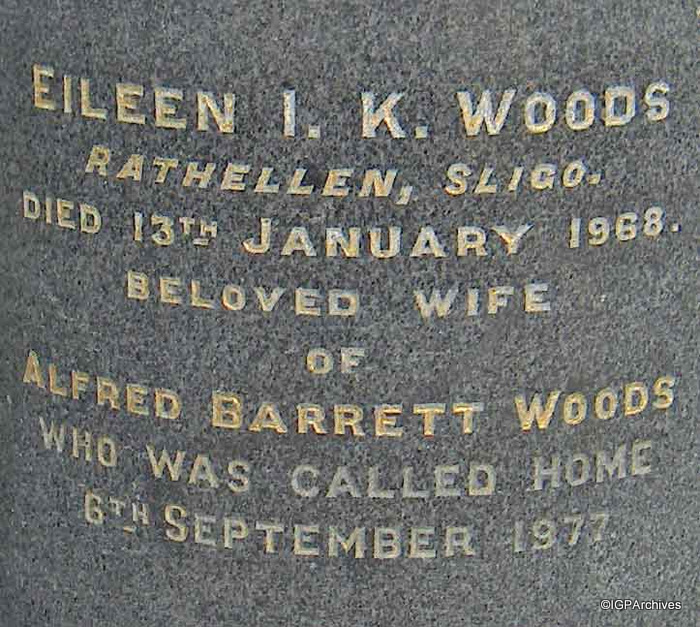 EILEEN I. K. WOODS
RATHELLEN, SLIGO.
DIED 13TH JANUARY 1968.
BELOVED WIFE
OF
ALFRED BARRETT WOODS
WHO WAS CALLED HOME
6TH SEPTEMBER 1977.
©IGPArchives